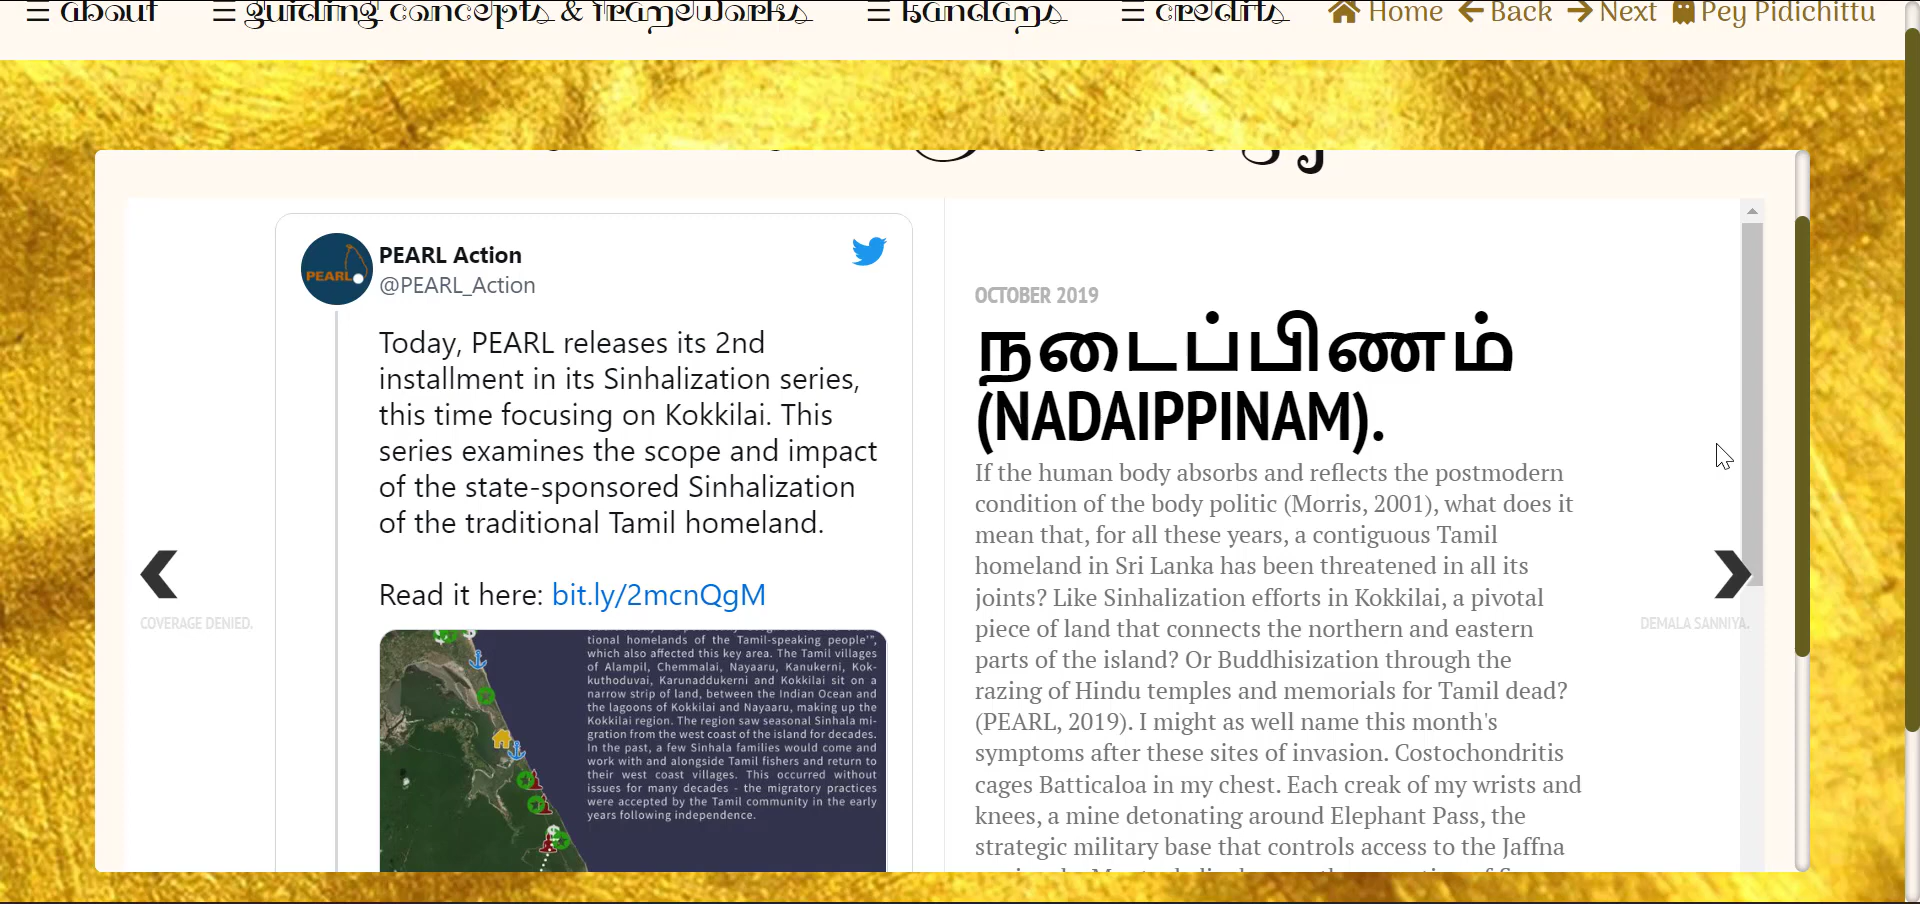 about
guiding concepts & frameworks
kandams
credits
Home
Back
Next
Pey Pidichittu
PEARL
PEARL Action
@PEARL_Action
Today, PEARL releases its 2nd
installment in its Sinhalization series,
this time focusing on Kokkilai. This
series examines the scope and impact
of the state-sponsored Sinhalization
of the traditional Tamil homeland.
Read it here: bit.ly/2mcnQgM
tional homelands of the Tamil-speaking people'",
which also affected this key area. The Tamil villages
of Alampil, Chemmalai, Nayaaru, Kanukerni, Kok-
kuthoduvai, Karunaddukerni and Kokkilai sit on a
narrow strip of land, between the Indian Ocean and
the lagoons of Kokkilai and Nayaaru, making up the
Kokkilai region. The region saw seasonal Sinhala mi-
gration from the west coast of the island for decades.
In the past, a few Sinhala families would come and
work with and alongside Tamil fishers and return to
their west coast villages. This occurred without
issues for many decades - the migratory practices
were accepted by the Tamil community in the early
years following independence.
COVERAGE DENIED.
OCTOBER 2019
நடைப்பிணம்
(NADAIPPINAM).
If the human body absorbs and reflects the postmodern
condition of the body politic (Morris, 2001), what does it
mean that, for all these years, a contiguous Tamil
homeland in Sri Lanka has been threatened in all its
joints? Like Sinhalization efforts in Kokkilai, a pivotal
piece of land that connects the northern and eastern
parts of the island? Or Buddhisization through the
razing of Hindu temples and memorials for Tamil dead?
(PEARL, 2019). I might as well name this month's
symptoms after these sites of invasion. Costochondritis
cages Batticaloa in my chest. Each creak of my wrists and
knees, a mine detonating around Elephant Pass, the
strategic military base that controls access to the Jaffna
DEMALA SANNIYA.